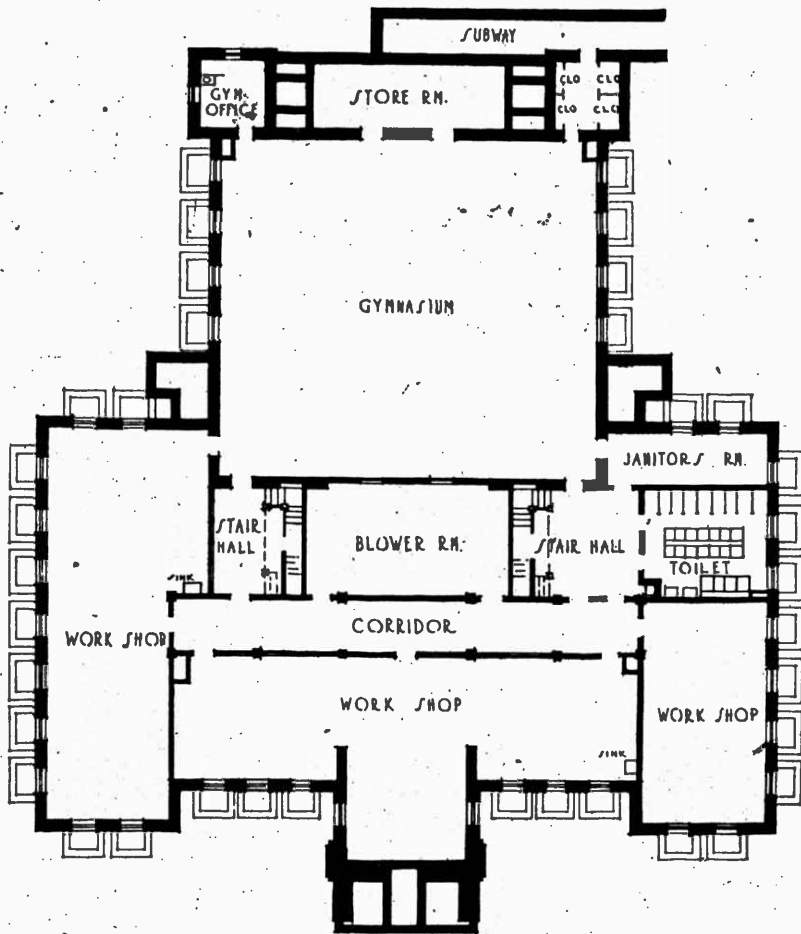 SUBWAY
GYM.
OFFICE
STORE RM.
CLO
CLO
CLO
CLO
GYMNASIUM
JANITORS RM.
STAIR
HALL
BLOWER RM.
STAIR HALL
TOILET
SINK
CORRIDOR
WORK SHOP
WORK SHOP
WORK SHOP
SINK